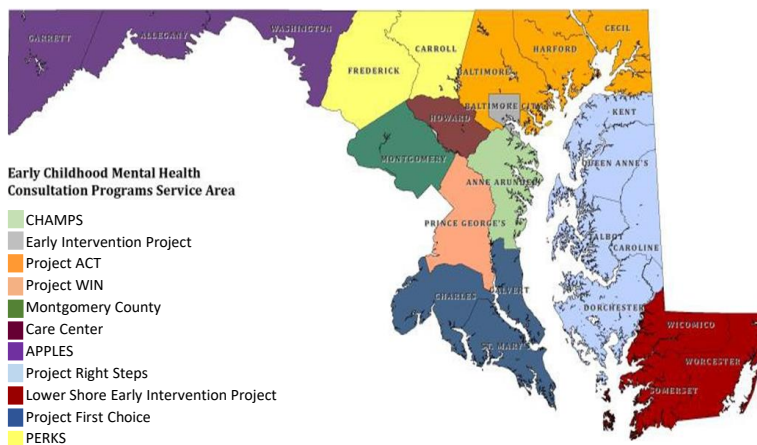 GARRETT
ALLEGANY
WASHINGTON
FREDERICK
CARROLL
BALTIMORE
HARFORD
CECIL
BALTIMORE CITY
HOWARD
MONTGOMERY
KENT
QUEEN ANNE'S
ANNE ARUNDEL
PRINCE GEORGE'S
TALBOT
CAROLINE
CHARLES
CALVERT
DORCHESTER
ST. MARY'S
WICOMICO
WORCESTER
SOMERSET
Early Childhood Mental Health
Consultation Programs Service Area
CHAMPS
Early Intervention Project
Project ACT
Project WIN
Montgomery County
Care Center
APPLES
Project Right Steps
Lower Shore Early Intervention Project
Project First Choice
PERKS